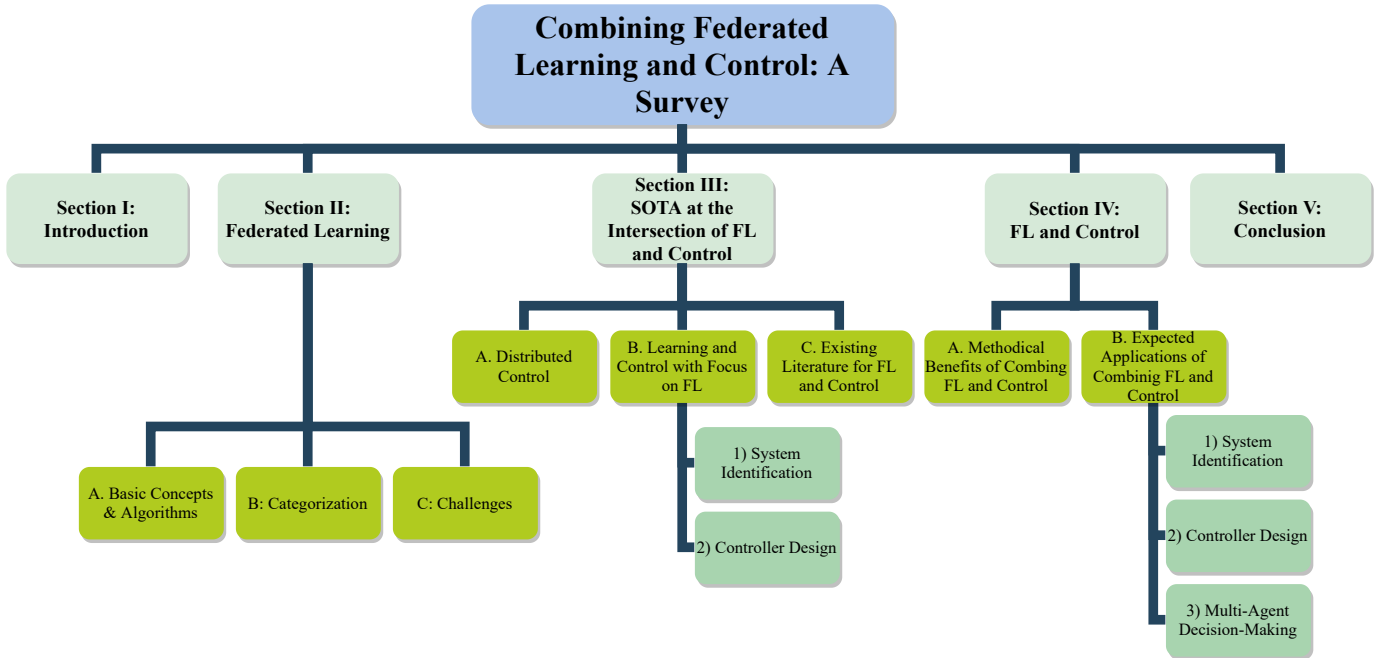 Combining Federated
Learning and Control: A
Survey
Section I:
Introduction
Section II:
Federated Learning
Section III:
SOTA at the
Intersection of FL
and Control
Section IV:
FL and Control
Section V:
Conclusion
A. Distributed
Control
B. Learning and
Control with Focus
on FL
C. Existing
Literature for FL
and Control
A. Methodical
Benefits of Combing
FL and Control
B. Expected
Applications of
Combinig FL and
Control
1) System
Identification
2) Controller Design
1) System
Identification
2) Controller Design
3) Multi-Agent
Decision-Making
A. Basic Concepts
& Algorithms
B: Categorization
C: Challenges